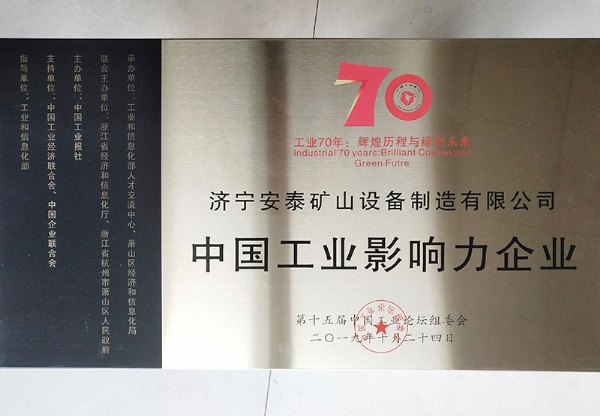 指导单位：工业和信息化部
支持单位：中国工业经济联合会、中国企业联合会
主办单位：中国工业报社
联合主办单位：浙江省经济和信息化厅、浙江省杭州市萧山区人民政府
承办单位：工业和信息化部人才交流中心、萧山区经济和信息化局
70
工业70年：辉煌历程与绿色未来
Industrial 70 years:Brilliant Course and
Green Futre
济宁安泰矿山设备制造有限公司
中国工业影响力企业
第十五届中国工业论坛组委会
二〇一九年十月二十四日